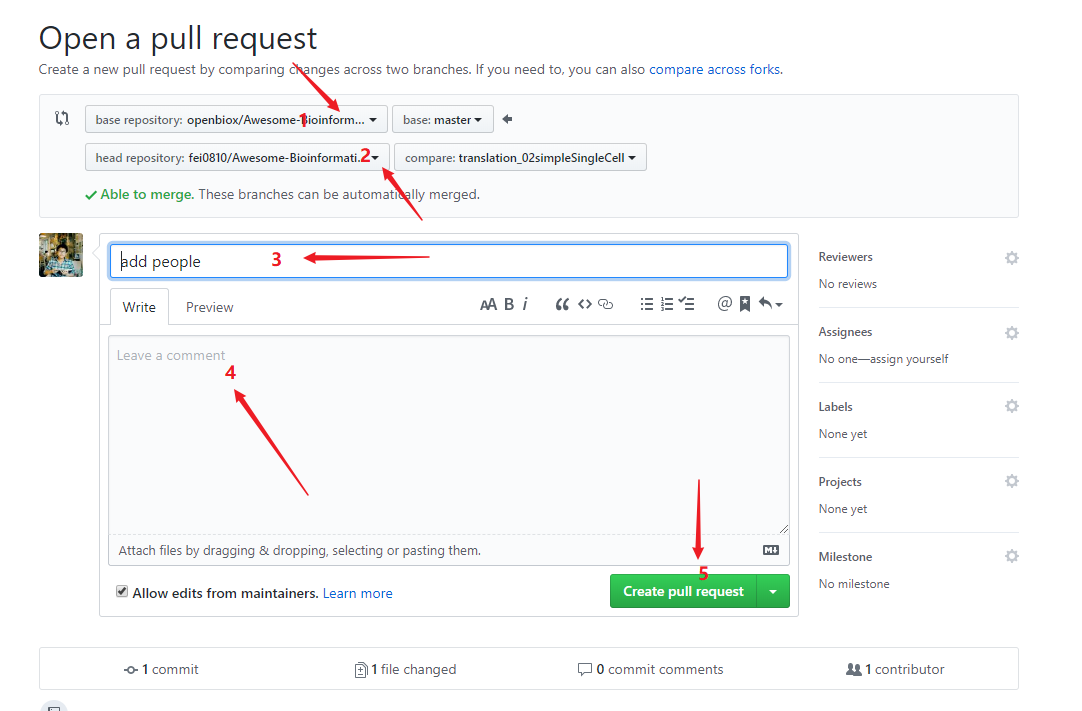 Open a pull request
Create a new pull request by comparing changes across two branches. If you need to, you can also compare across forks.
base repository: openbiox/Awesome-Bioinform... base: master
1
head repository: fei0810/Awesome-Bioinformati... compare: translation_02simpleSingleCell
2
Able to merge. These branches can be automatically merged.
add people
3
Write Preview
AA B i
@
Leave a comment
4
Attach files by dragging & dropping, selecting or pasting them.
M
Allow edits from maintainers. Learn more
5
Create pull request
Reviewers
No reviews
Assignees
No one—assign yourself
Labels
None yet
Projects
None yet
Milestone
No milestone
1 commit 1 file changed 0 commit comments 1 contributor